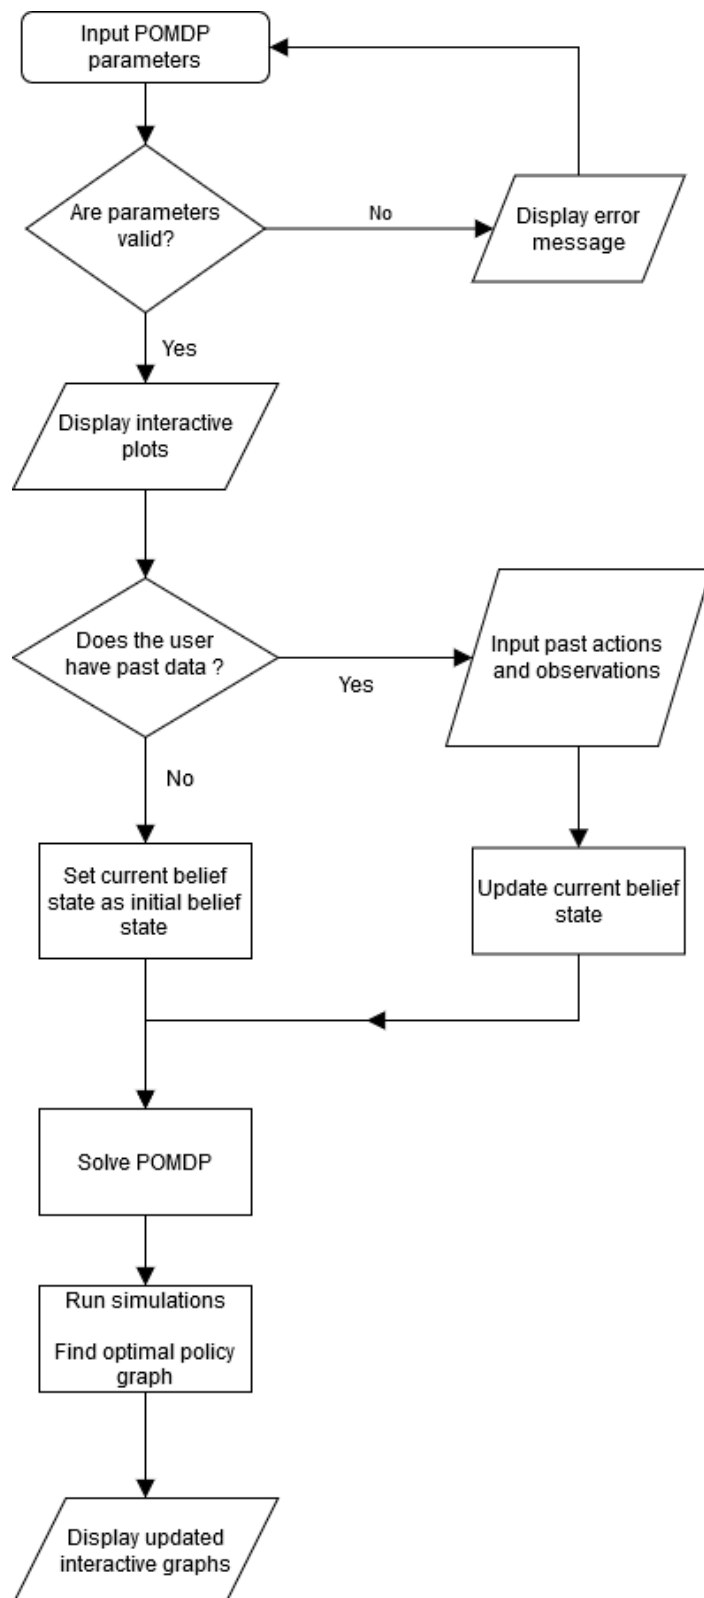 Input POMDP
parameters
Are parameters
valid?
No
Display error
message
Yes
Display interactive
plots
Does the user
have past data ?
Yes
Input past actions
and observations
No
Set current belief
state as initial belief
state
Update current belief
state
Solve POMDP
Run simulations
Find optimal policy
graph
Display updated
interactive graphs